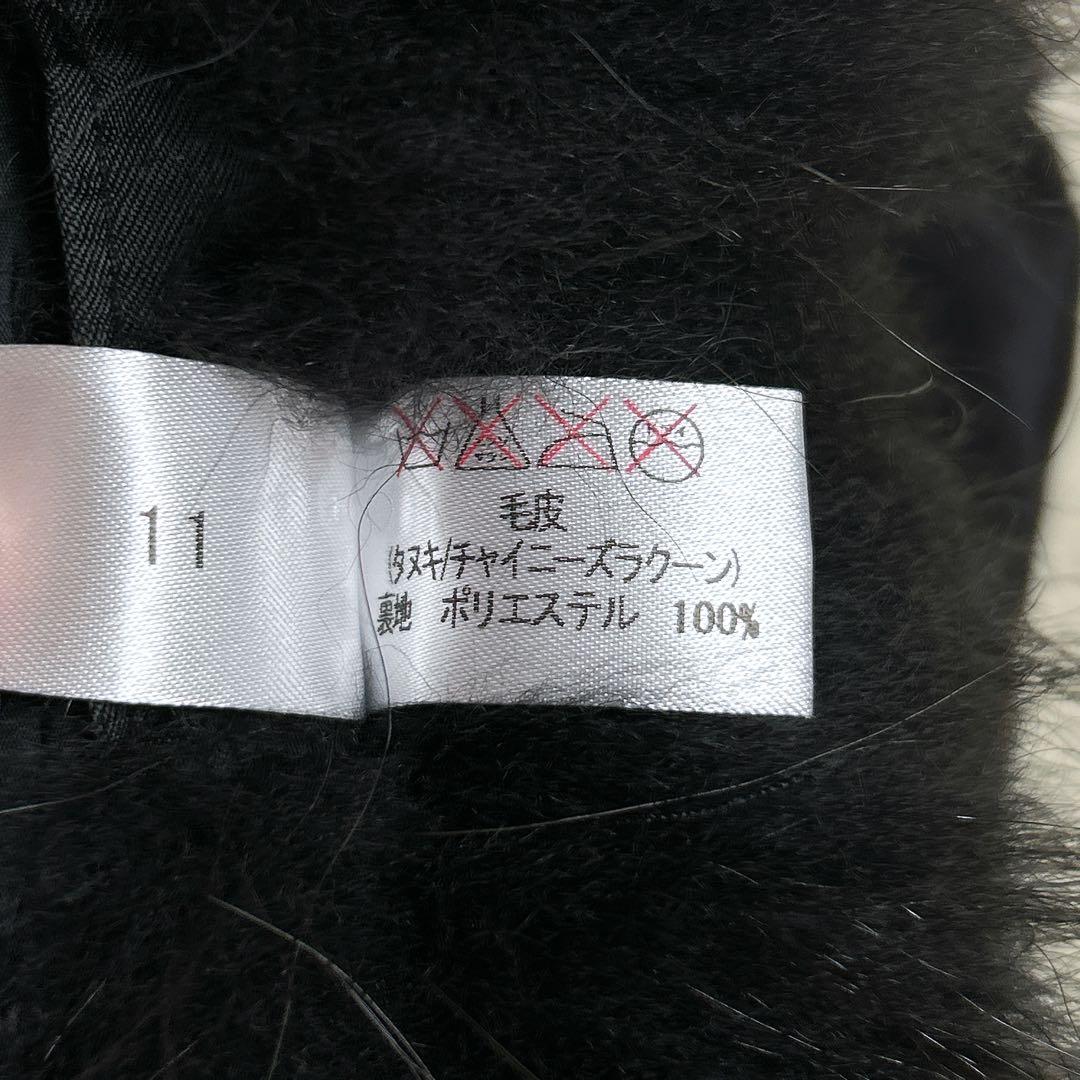 11
毛皮
(タヌキ/チャイニーズラクーン)
裏地 ポリエステル 100%